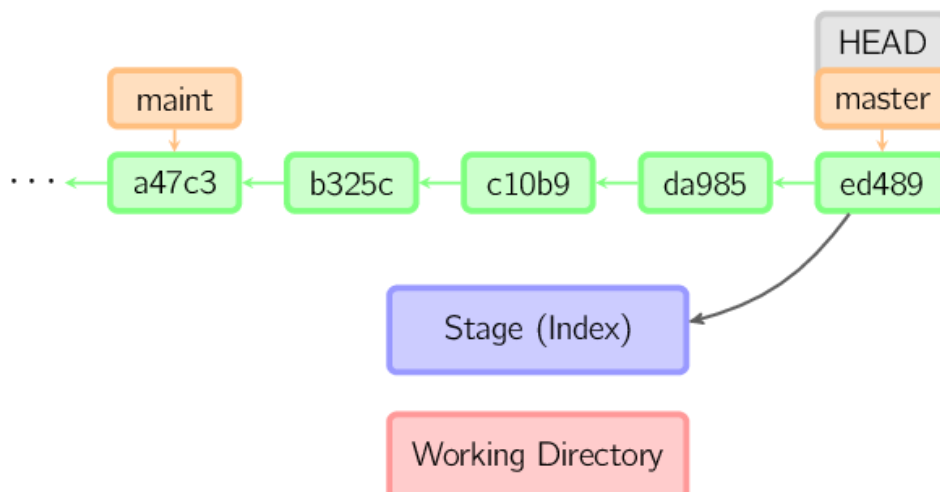 HEAD
maint
master
...
a47c3
b325c
c10b9
da985
ed489
Stage (Index)
Working Directory